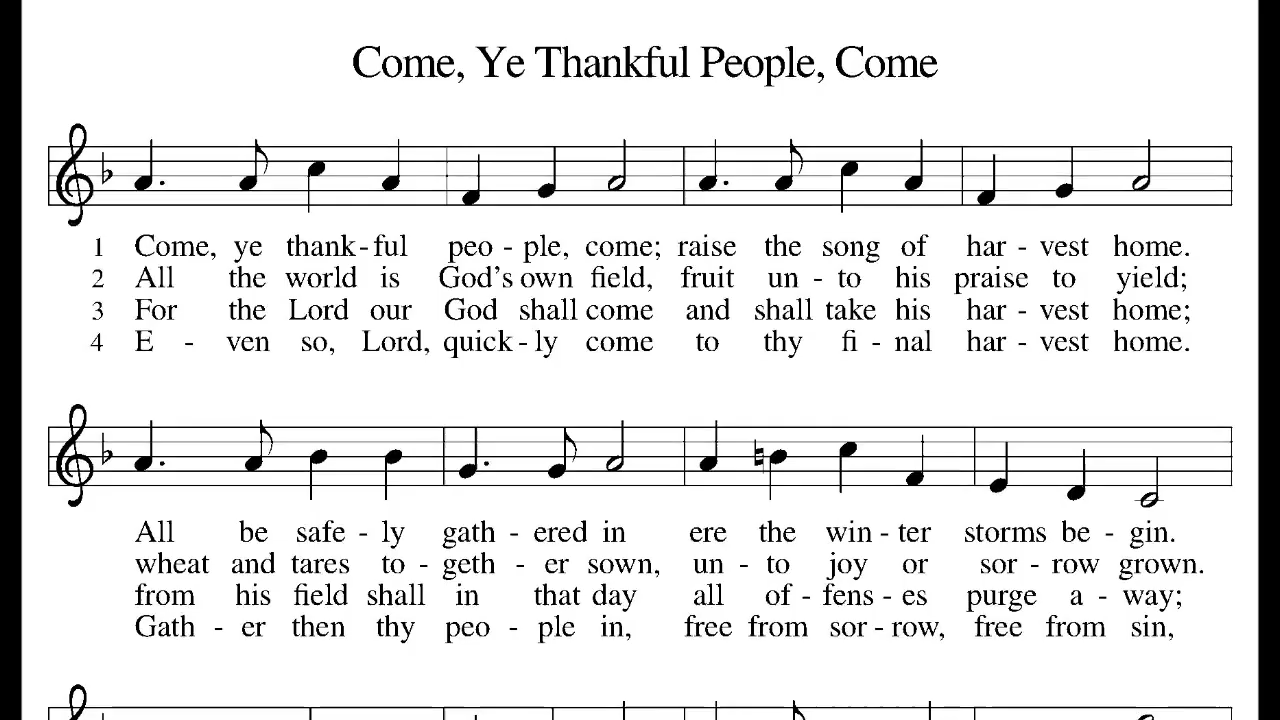 Come, Ye Thankful People, Come
1 Come, ye thank - ful peo - ple, come; raise the song of har - vest home.
2 All the world is God's own field, fruit un - to his praise to yield;
3 For the Lord our God shall come and shall take his har - vest home;
4 E - ven so, Lord, quick - ly come to thy fi - nal har - vest home.
All be safe - ly gath - ered in ere the win - ter storms be - gin.
wheat and tares to - geth - er sown, un - to joy or sor - row grown.
from his field shall in that day all of - fens - es purge a - way;
Gath - er then thy peo - ple in, free from sor - row, free from sin,